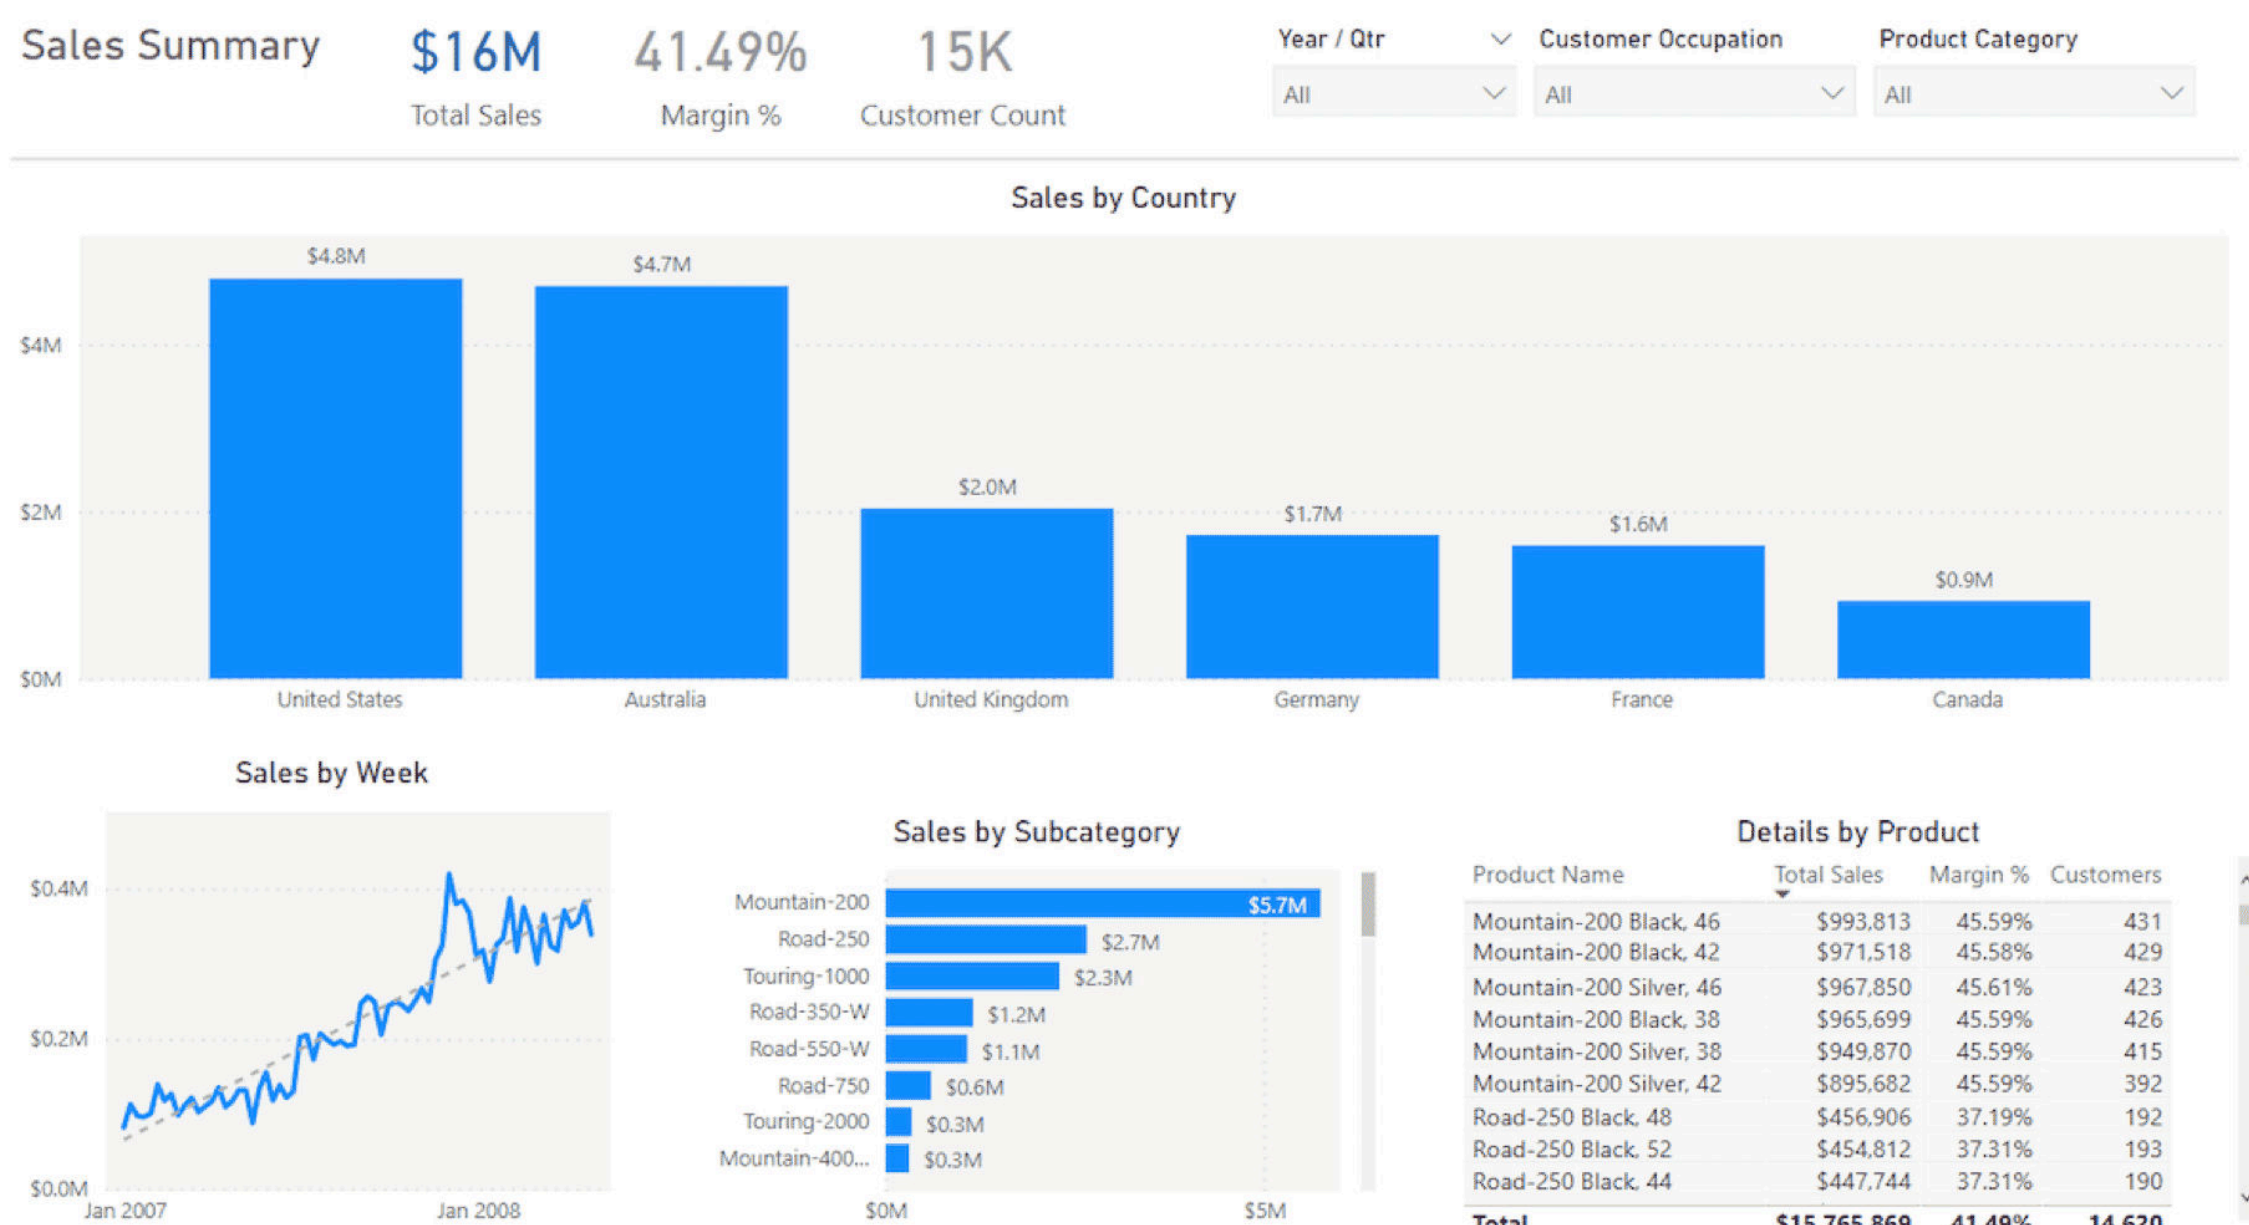 Sales Summary
$16M
Total Sales
41.49%
Margin %
15K
Customer Count
Year / Qtr
All
Customer Occupation
All
Product Category
All
Sales by Country
$4M
$2M
$0M
$4.8M
$4.7M
$2.0M
$1.7M
$1.6M
$0.9M
United States
Australia
United Kingdom
Germany
France
Canada
Sales by Week
$0.4M
$0.2M
$0.0M
Jan 2007
Jan 2008
Sales by Subcategory
Mountain-200 $5.7M
Road-250 $2.7M
Touring-1000 $2.3M
Road-350-W $1.2M
Road-550-W $1.1M
Road-750 $0.6M
Touring-2000 $0.3M
Mountain-400... $0.3M
$0M $5M
Details by Product
Product Name Total Sales Margin % Customers
Mountain-200 Black, 46 $993,813 45.59% 431
Mountain-200 Black, 42 $971,518 45.58% 429
Mountain-200 Silver, 46 $967,850 45.61% 423
Mountain-200 Black, 38 $965,699 45.59% 426
Mountain-200 Silver, 38 $949,870 45.59% 415
Mountain-200 Silver, 42 $895,682 45.59% 392
Road-250 Black, 48 $456,906 37.19% 192
Road-250 Black, 52 $454,812 37.31% 193
Road-250 Black, 44 $447,744 37.31% 190
Total $15,765,869 41.49% 14,620